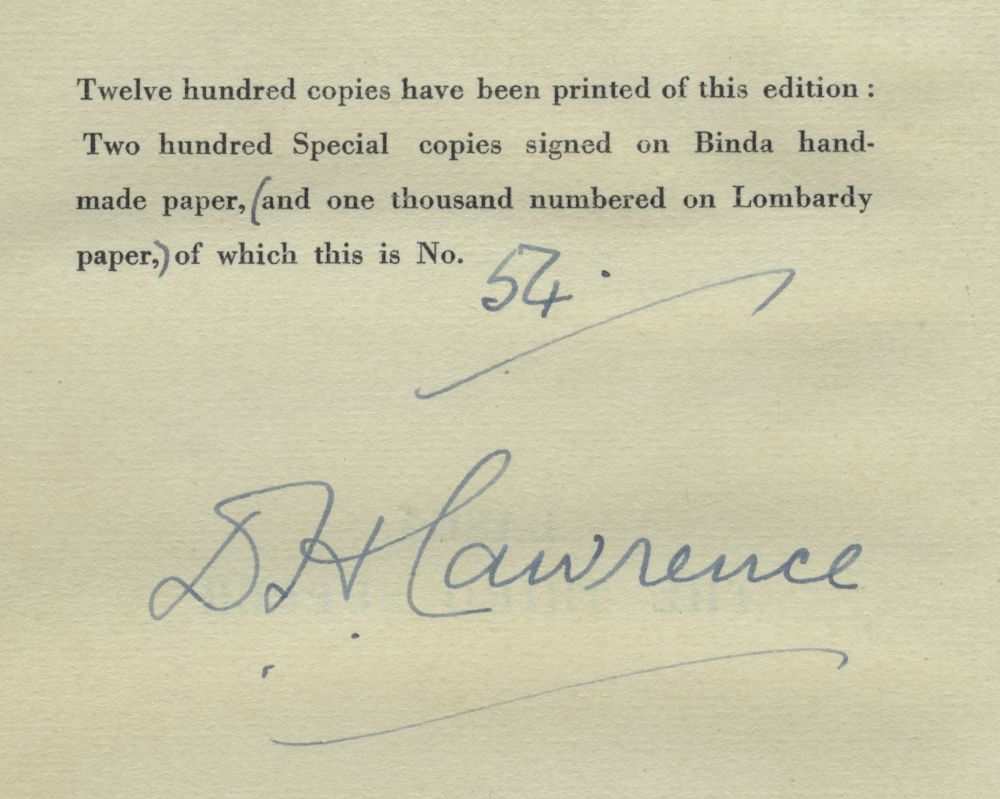 Twelve hundred copies have been printed of this edition :
Two hundred Special copies signed on Binda hand-
made paper, (and one thousand numbered on Lombardy
paper,) of which this is No.
54.
D. H. Lawrence